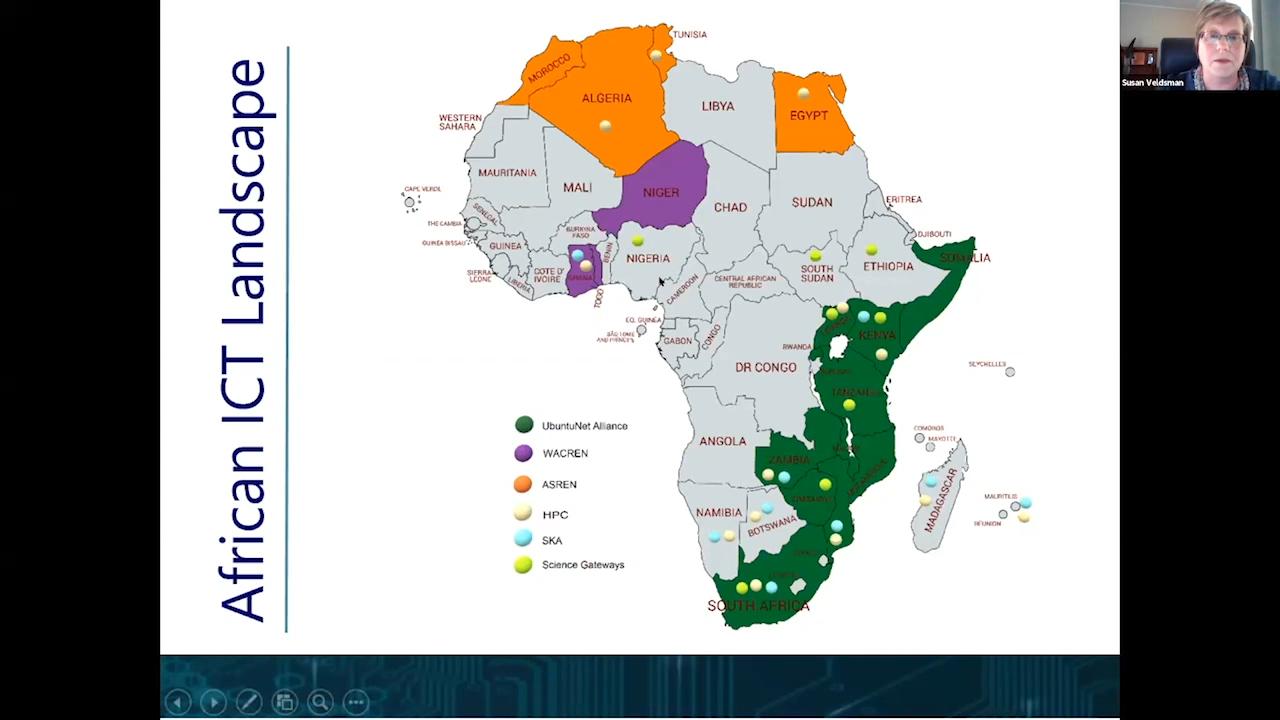 African ICT Landscape
TUNISIA
MOROCCO
ALGERIA
LIBYA
EGYPT
WESTERN
SAHARA
MAURITANIA
MALI
NIGER
CHAD
SUDAN
ERITREA
CAPE VERDE
THE GAMBIA
SENEGAL
GUINEA BISSAU
GUINEA
SIERRA
LEONE
LIBERIA
COTE D'
IVOIRE
BURKINA
FASO
GHANA
TOGO
BENIN
NIGERIA
CAMEROON
CENTRAL AFRICAN
REPUBLIC
SOUTH
SUDAN
ETHIOPIA
DJIBOUTI
SOMALIA
EQ. GUINEA
SÃO TOMÉ
AND PRINCIPE
GABON
CONGO
DR CONGO
RWANDA
KENYA
TANZANIA
SEYCHELLES
COMOROS
MAYOTTE
ANGOLA
ZAMBIA
MOZAMBIQUE
NAMIBIA
BOTSWANA
MADAGASCAR
MAURITIUS
REUNION
SOUTH AFRICA
UbuntuNet Alliance
WACREN
ASREN
HPC
SKA
Science Gateways
Susan Veldsman